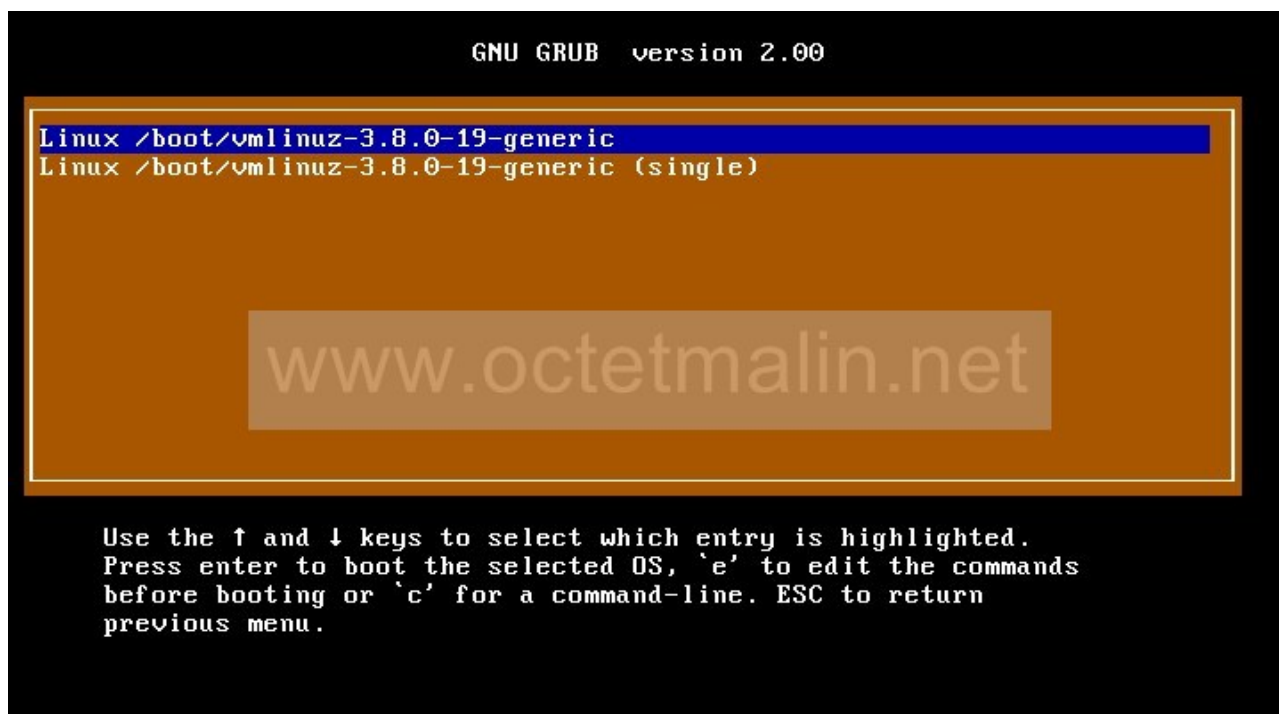 GNU GRUB version 2.00
Linux /boot/vmlinuz-3.8.0-19-generic
Linux /boot/vmlinuz-3.8.0-19-generic (single)
www.octetmalin.net
Use the ↑ and ↓ keys to select which entry is highlighted.
Press enter to boot the selected OS, `e' to edit the commands
before booting or `c' for a command-line. ESC to return
previous menu.